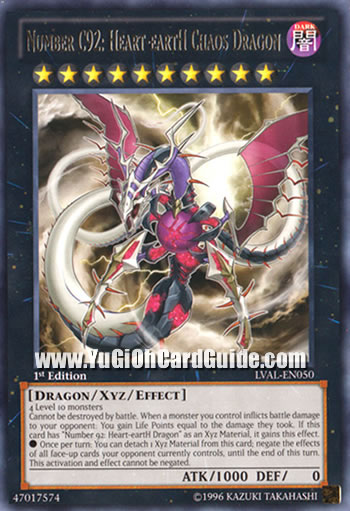 NUMBER C92: HEART-EARTH CHAOS DRAGON
DARK
闇
www.YuGiOhCardGuide.com
1st Edition
LVAL-EN050
[DRAGON/XYZ/EFFECT]
4 Level 10 monsters
Cannot be destroyed by battle. When a monster you control inflicts battle damage
to your opponent: You gain Life Points equal to the damage they took. If this
card has "Number 92: Heart-eartH Dragon" as an Xyz Material, it gains this effect.
● Once per turn: You can detach 1 Xyz Material from this card; negate the effects
of all face-up cards your opponent currently controls, until the end of this turn.
This activation and effect cannot be negated.
ATK/1000 DEF/ 0
47017574
©1996 KAZUKI TAKAHASHI